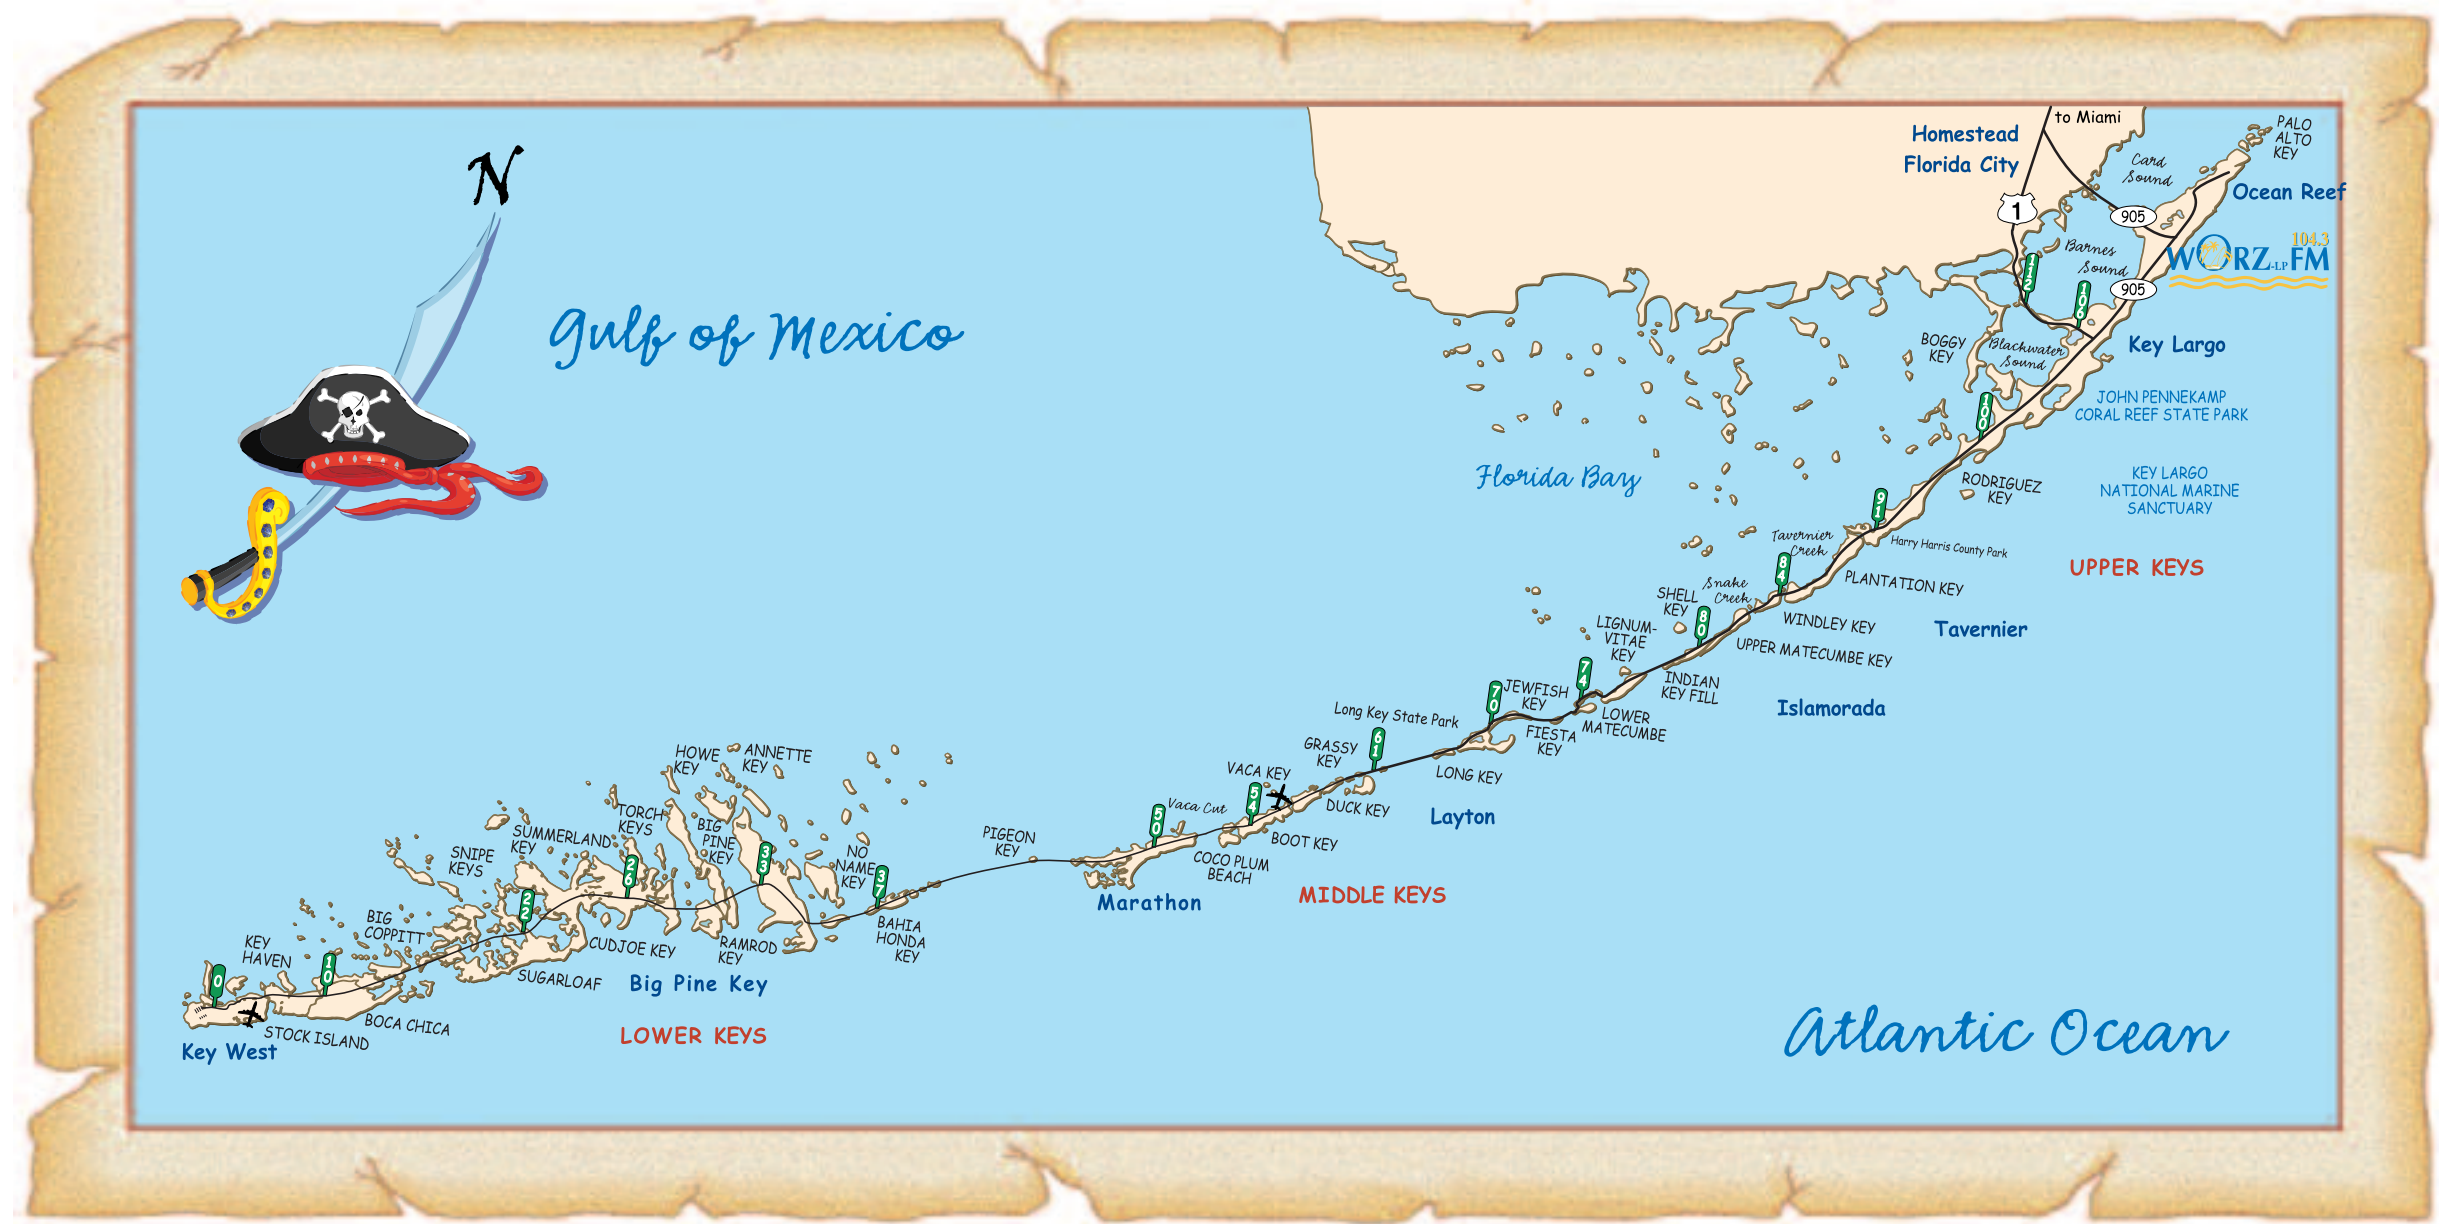 N
Gulf of Mexico
Florida Bay
Atlantic Ocean
to Miami
Homestead
Florida City
1
Card
Sound
PALO
ALTO
KEY
Ocean Reef
905
104.3
WORZ-LP FM
Barnes
Sound
905
112
106
Key Largo
BOGGY
KEY
Blackwater
Sound
JOHN PENNEKAMP
CORAL REEF STATE PARK
100
KEY LARGO
NATIONAL MARINE
SANCTUARY
RODRIGUEZ
KEY
91
Harry Harris County Park
UPPER KEYS
Tavernier
Creek
84
PLANTATION KEY
Snake
Creek
WINDLEY KEY
Tavernier
SHELL
KEY
80
UPPER MATECUMBE KEY
LIGNUM-
VITAE
KEY
INDIAN
KEY FILL
Islamorada
74
LOWER
MATECUMBE
JEWFISH
KEY
70
FIESTA
KEY
Long Key State Park
LONG KEY
61
GRASSY
KEY
DUCK KEY
Layton
VACA KEY
54
BOOT KEY
Vaca Cut
50
COCO PLUM
BEACH
MIDDLE KEYS
Marathon
PIGEON
KEY
HOWE
KEY
ANNETTE
KEY
TORCH
KEYS
BIG
PINE
KEY
33
NO
NAME
KEY
37
BAHIA
HONDA
KEY
SUMMERLAND
KEY
26
RAMROD
KEY
SNIPE
KEYS
22
CUDJOE KEY
SUGARLOAF
Big Pine Key
LOWER KEYS
BIG
COPPITT
KEY
HAVEN
10
0
BOCA CHICA
STOCK ISLAND
Key West